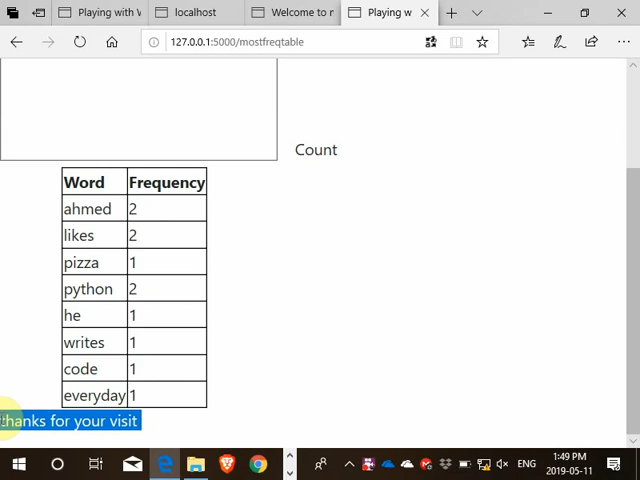 Playing with W
localhost
Welcome to n
Playing w
127.0.0.1:5000/mostfreqtable
Count
Word Frequency
ahmed 2
likes 2
pizza 1
python 2
he 1
writes 1
code 1
everyday 1
thanks for your visit
ENG
1:49 PM
2019-05-11